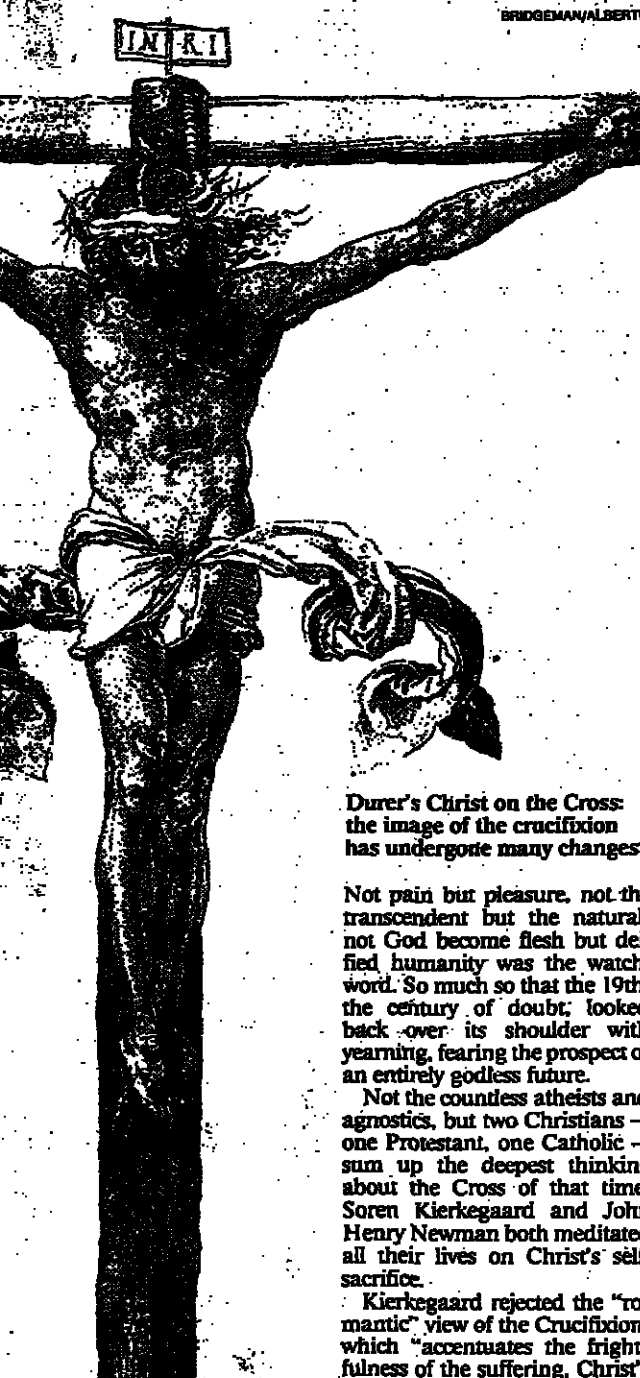 BRIDGEMAN/ALBERT
INRI
Durer's Christ on the Cross:
the image of the crucifixion
has undergone many changes
Not pain but pleasure, not th
transcendent but the natural
not God become flesh but dei
fied humanity was the watch
word. So much so that the 19th
the century of doubt, looked
back over its shoulder with
yearning, fearing the prospect o
an entirely godless future.
Not the countless atheists and
agnostics, but two Christians –
one Protestant, one Catholic –
sum up the deepest thinkin
about the Cross of that time
Soren Kierkegaard and John
Henry Newman both meditated
all their lives on Christ's self
sacrifice.
Kierkegaard rejected the "ro
mantic" view of the Crucifixion
which "accentuates the fright
fulness of the suffering, Christ'